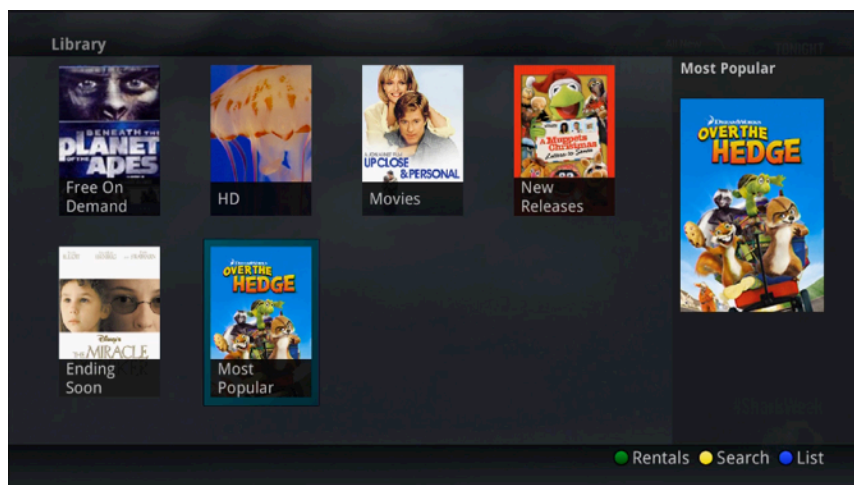 Library
TONIGHT
Most Popular
BENEATH THE
PLANET
OF THE
APES
Free On
Demand
HD
UP CLOSE
& PERSONAL
Movies
A Muppets
Christmas
Letters to Santa
New
Releases
DREAMWORKS
OVER THE
HEDGE
Disney's
THE MIRACLE
Ending
Soon
DREAMWORKS
OVER THE
HEDGE
Most
Popular
Rentals
Search
List